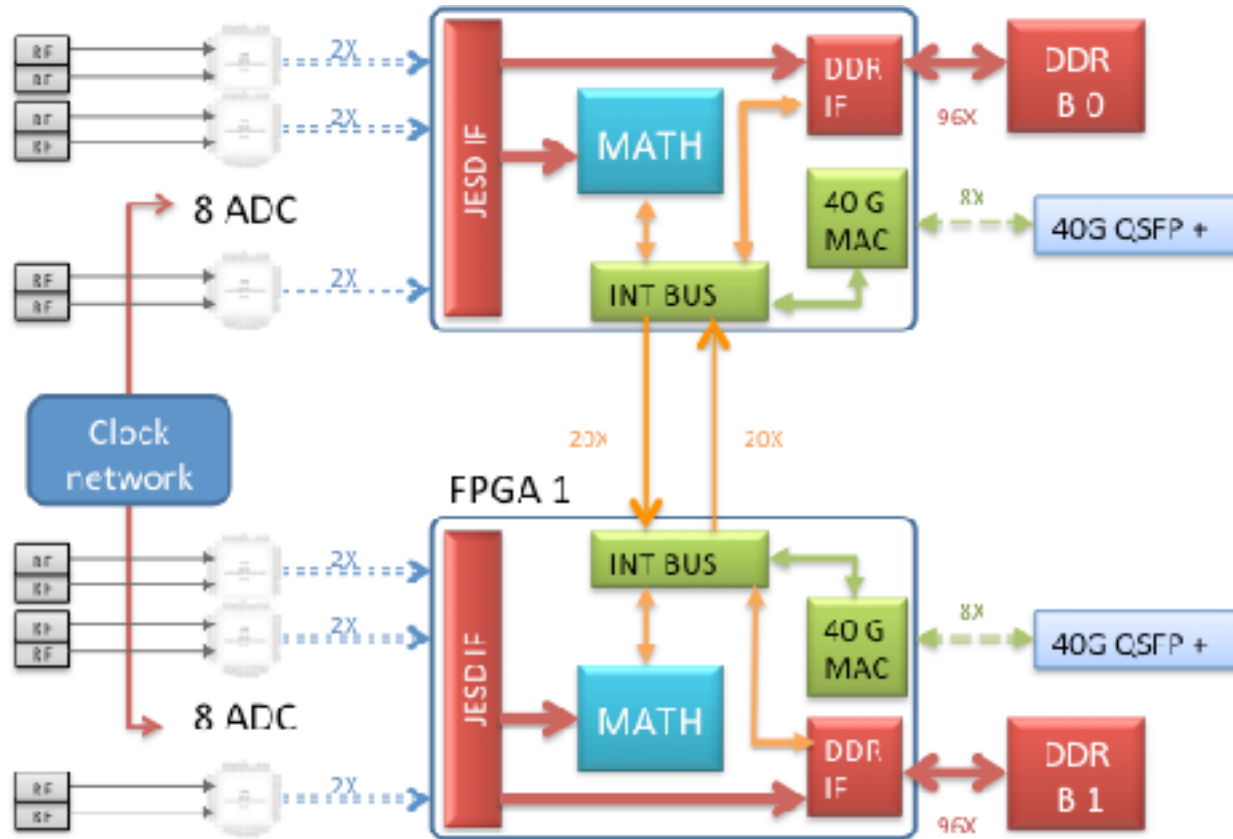 RF
RF
RF
RF
2X
2X
8 ADC
RF
RF
2X
JESD IF
MATH
DDR
IF
96X
DDR
B 0
40 G
MAC
8X
40G QSFP +
INT BUS
Clock
network
20X
20X
FPGA 1
RF
RF
RF
RF
2X
2X
8 ADC
RF
RF
2X
JESD IF
INT BUS
MATH
40 G
MAC
8X
40G QSFP +
DDR
IF
96X
DDR
B 1